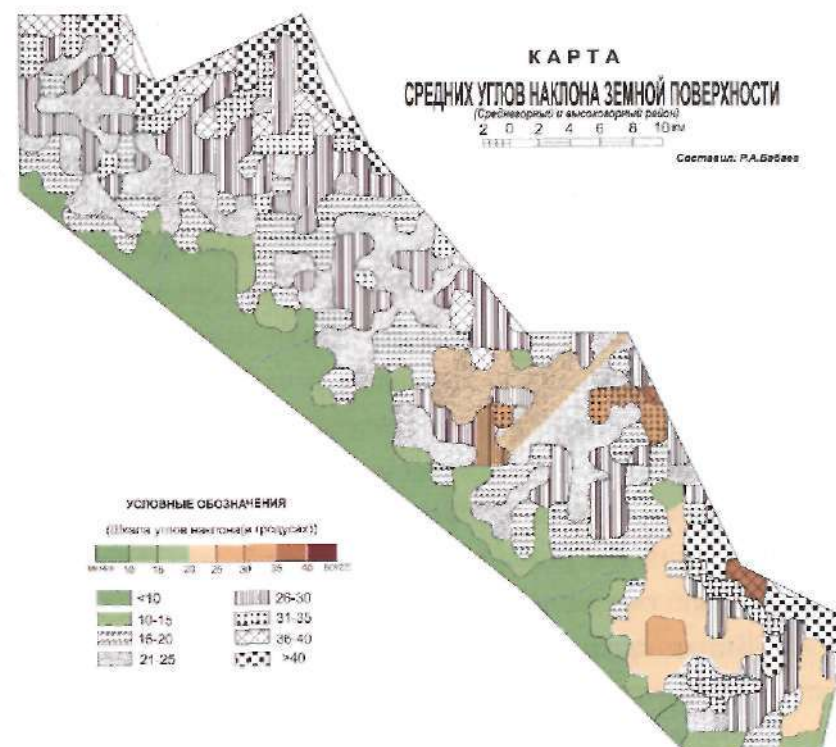 КАРТА
СРЕДНИХ УГЛОВ НАКЛОНА ЗЕМНОЙ ПОВЕРХНОСТИ
(Среднегорный и высокогорный район)
2 0 2 4 6 8 10 км
Составил: Р.А.Бабаев
УСЛОВНЫЕ ОБОЗНАЧЕНИЯ
(Шкала углов наклона(в градусах))
менее 10 15 20 25 30 35 40 более
<10
10-15
16-20
21-25
26-30
31-35
36-40
>40